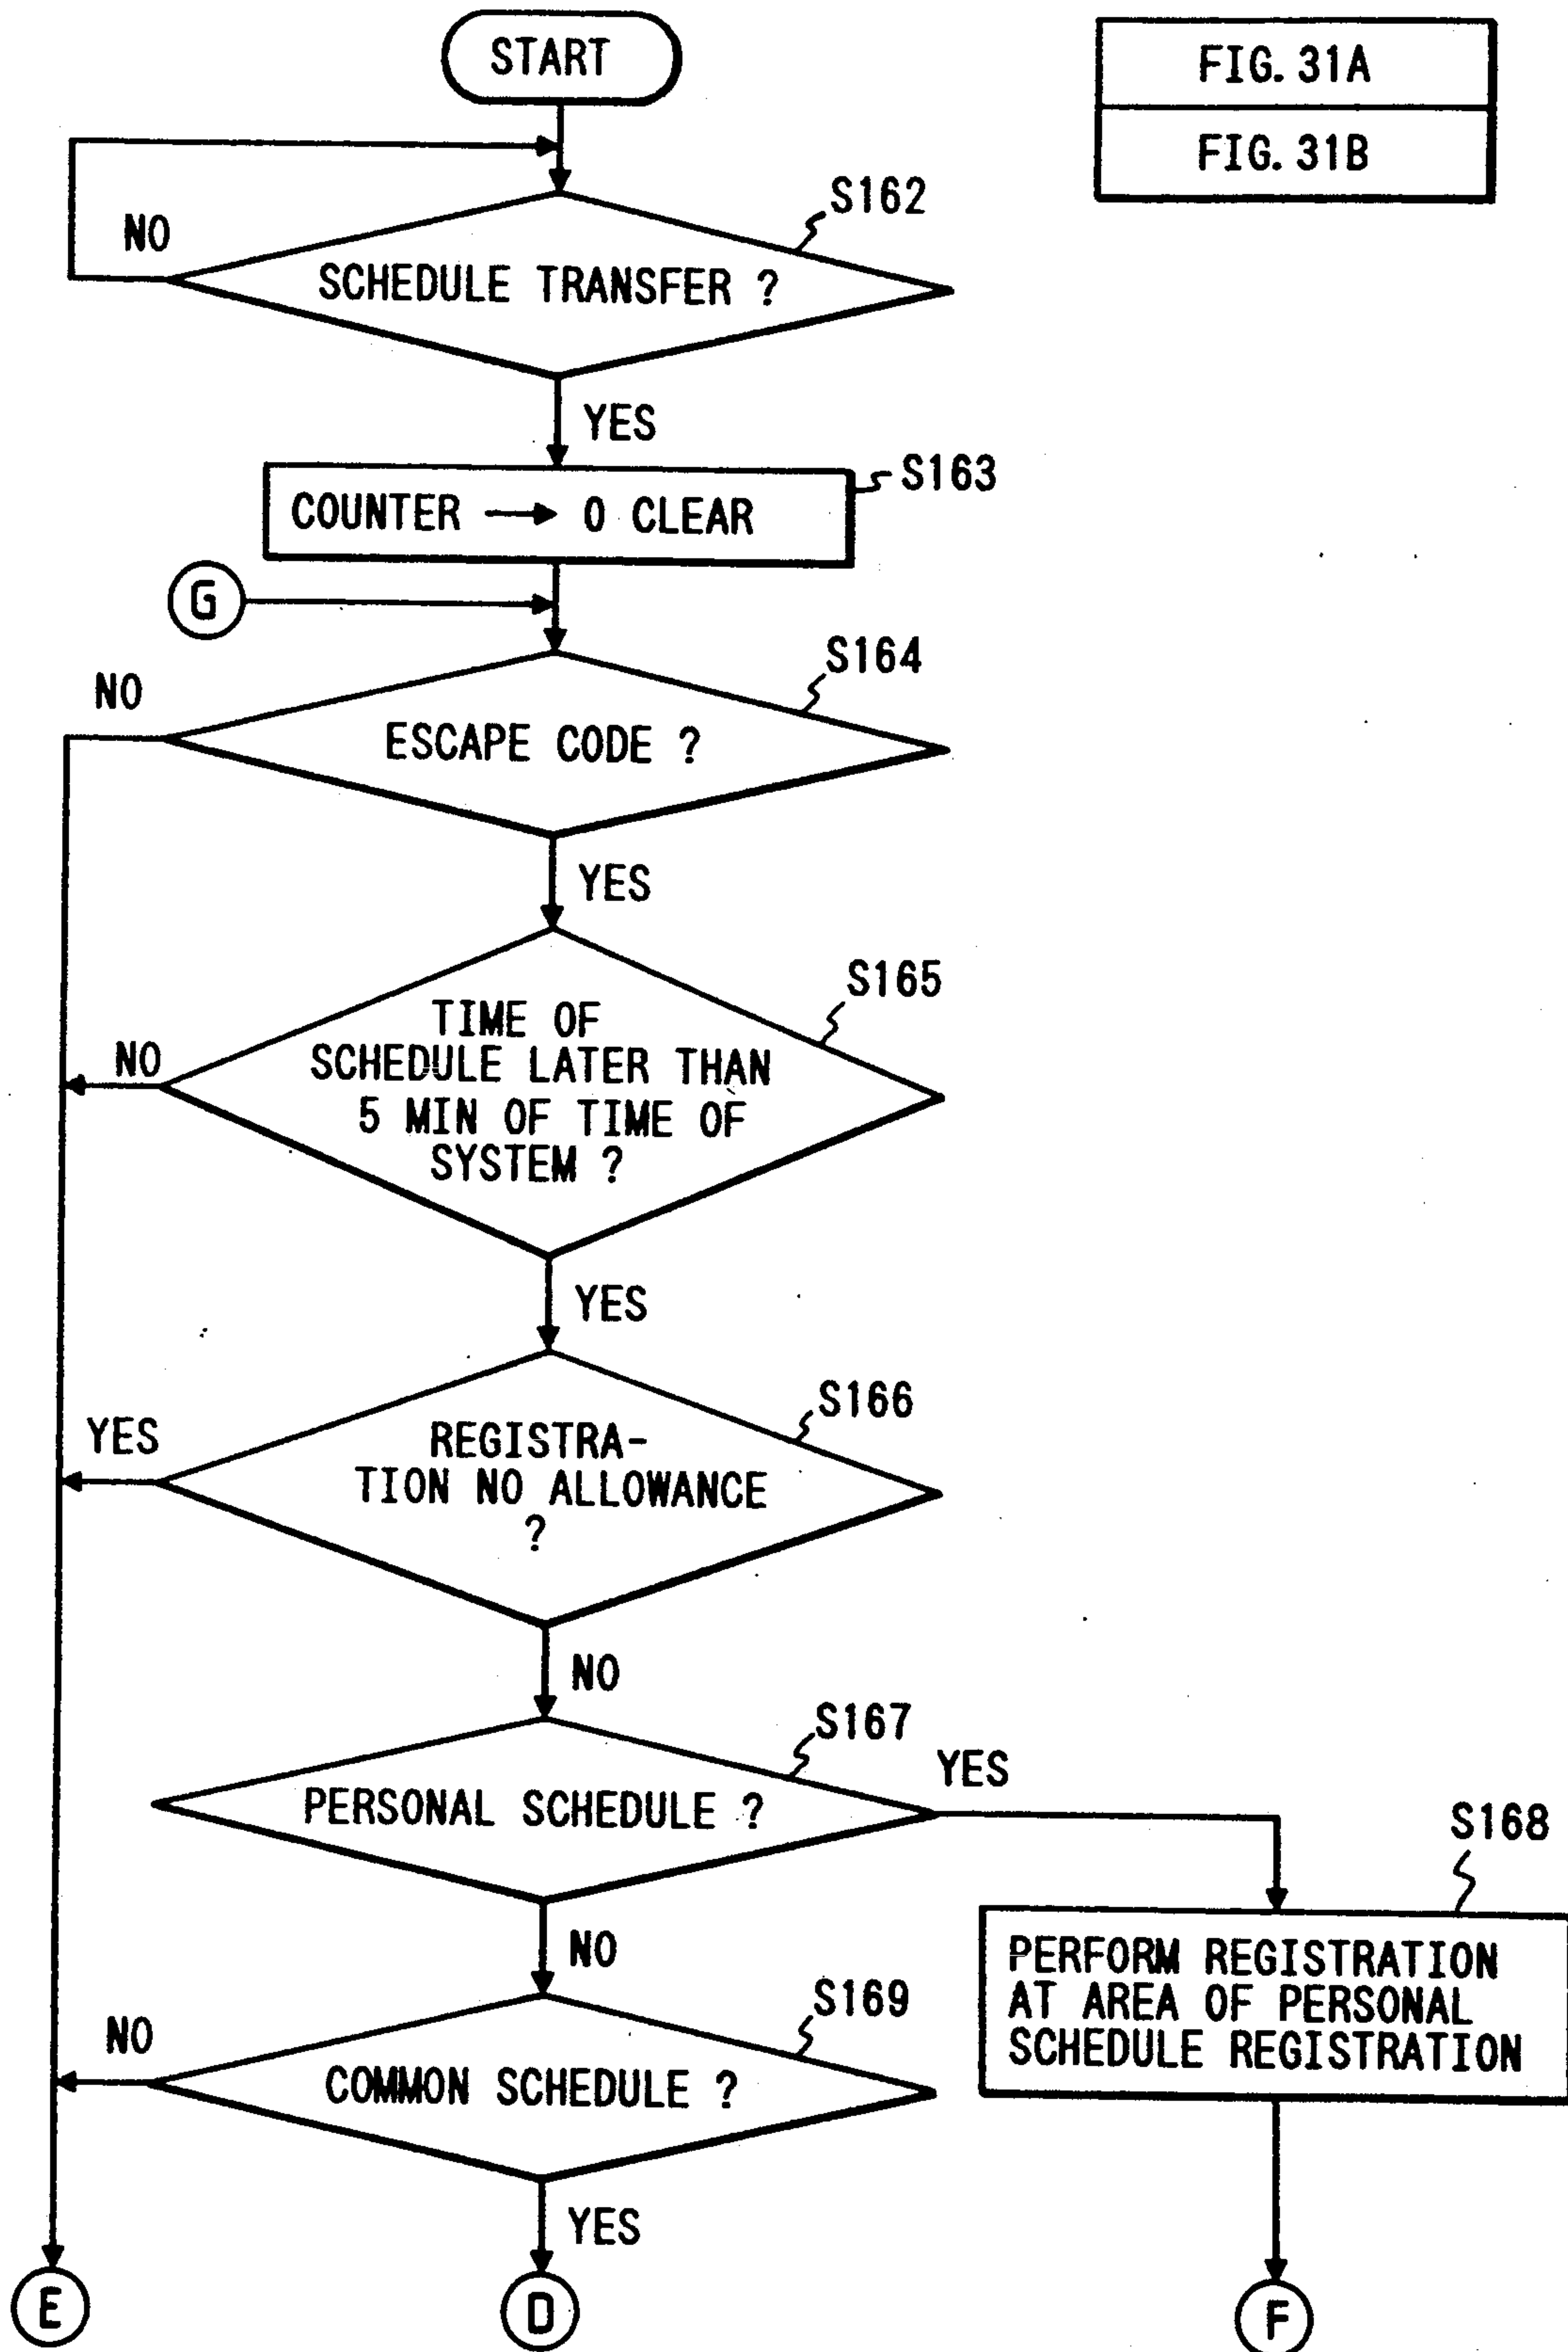 START
FIG. 31A
FIG. 31B
S162
NO
SCHEDULE TRANSFER ?
YES
S163
COUNTER → 0 CLEAR
G
S164
NO
ESCAPE CODE ?
YES
S165
TIME OF
NO
SCHEDULE LATER THAN
5 MIN OF TIME OF
SYSTEM ?
YES
S166
YES
REGISTRA-
TION NO ALLOWANCE
?
NO
S167
YES
PERSONAL SCHEDULE ?
S168
NO
PERFORM REGISTRATION
AT AREA OF PERSONAL
SCHEDULE REGISTRATION
S169
NO
COMMON SCHEDULE ?
YES
E
D
F